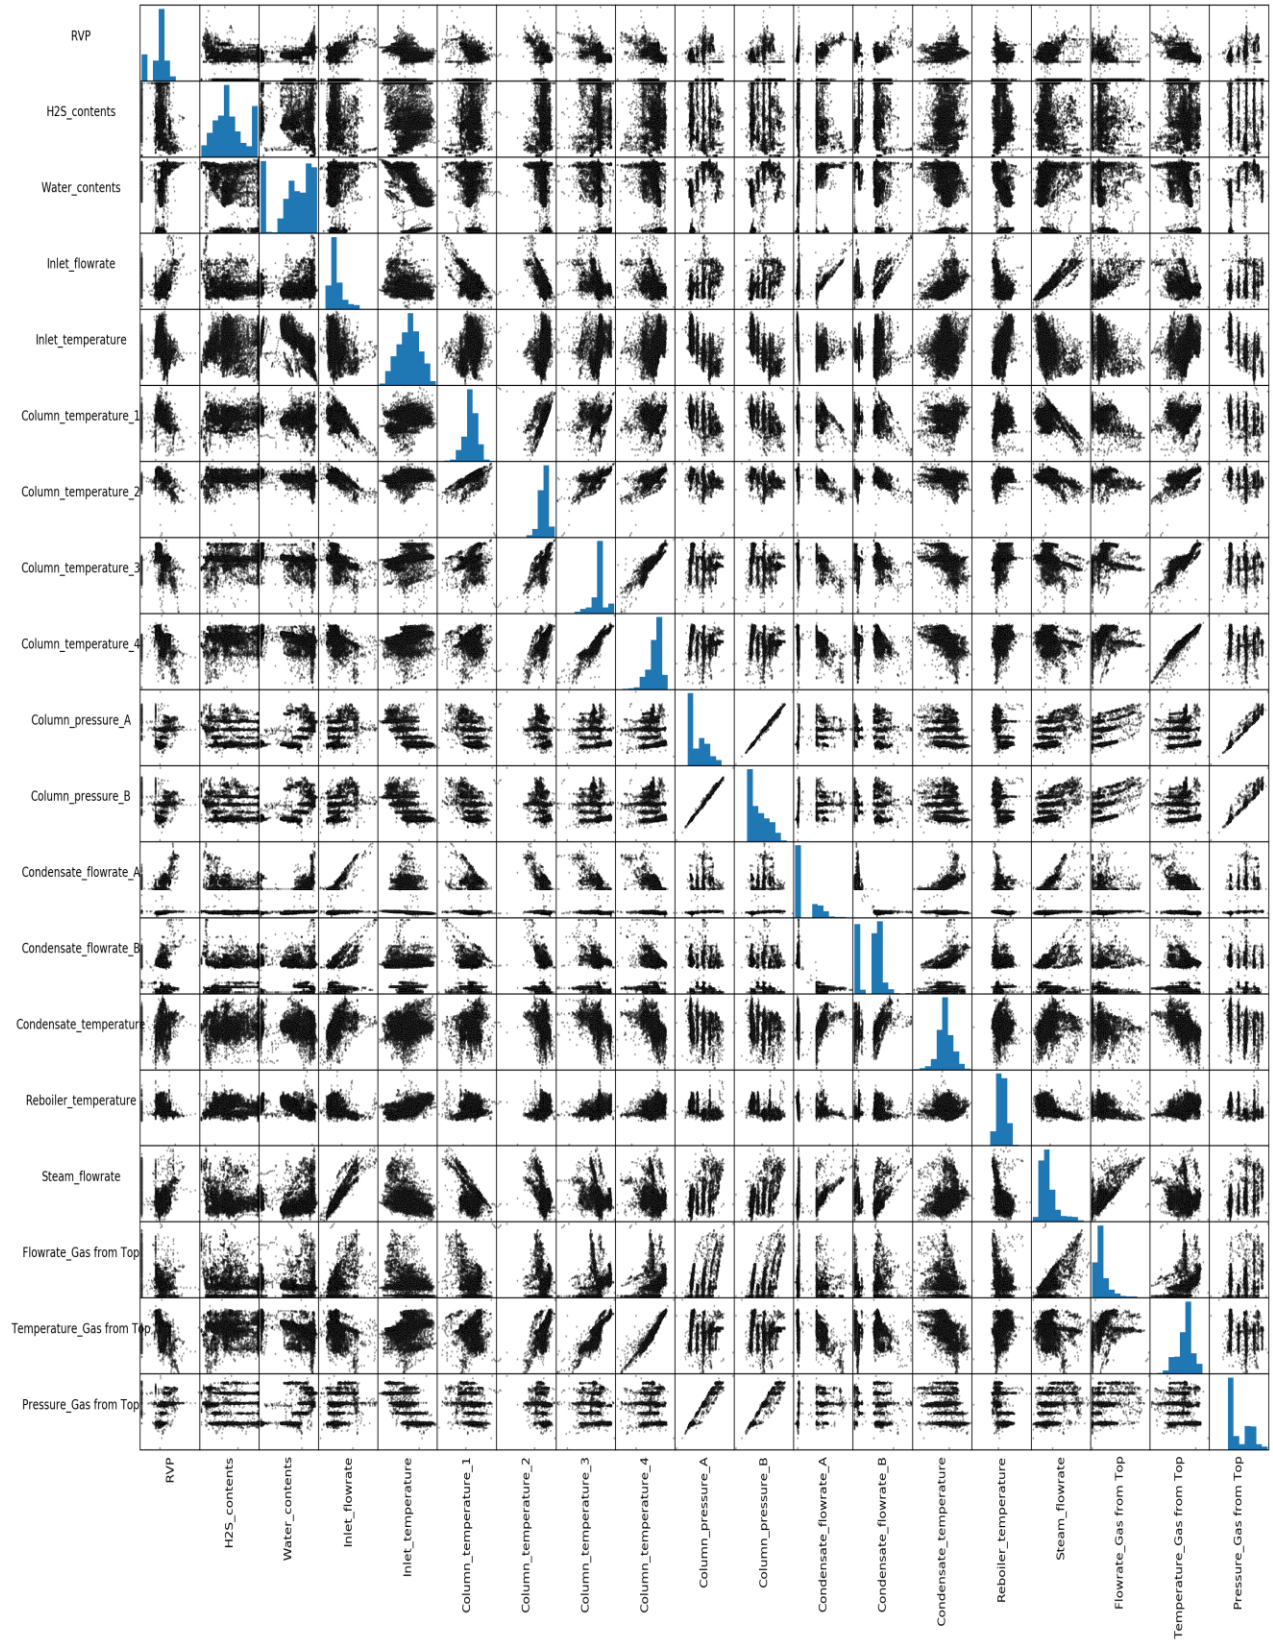 RVP
H2S_contents
Water_contents
Inlet_flowrate
Inlet_temperature
Column_temperature_1
Column_temperature_2
Column_temperature_3
Column_temperature_4
Column_pressure_A
Column_pressure_B
Condensate_flowrate_A
Condensate_flowrate_B
Condensate_temperature
Reboiler_temperature
Steam_flowrate
Flowrate_Gas from Top
Temperature_Gas from Top
Pressure_Gas from Top
RVP
H2S_contents
Water_contents
Inlet_flowrate
Inlet_temperature
Column_temperature_1
Column_temperature_2
Column_temperature_3
Column_temperature_4
Column_pressure_A
Column_pressure_B
Condensate_flowrate_A
Condensate_flowrate_B
Condensate_temperature
Reboiler_temperature
Steam_flowrate
Flowrate_Gas from Top
Temperature_Gas from Top
Pressure_Gas from Top